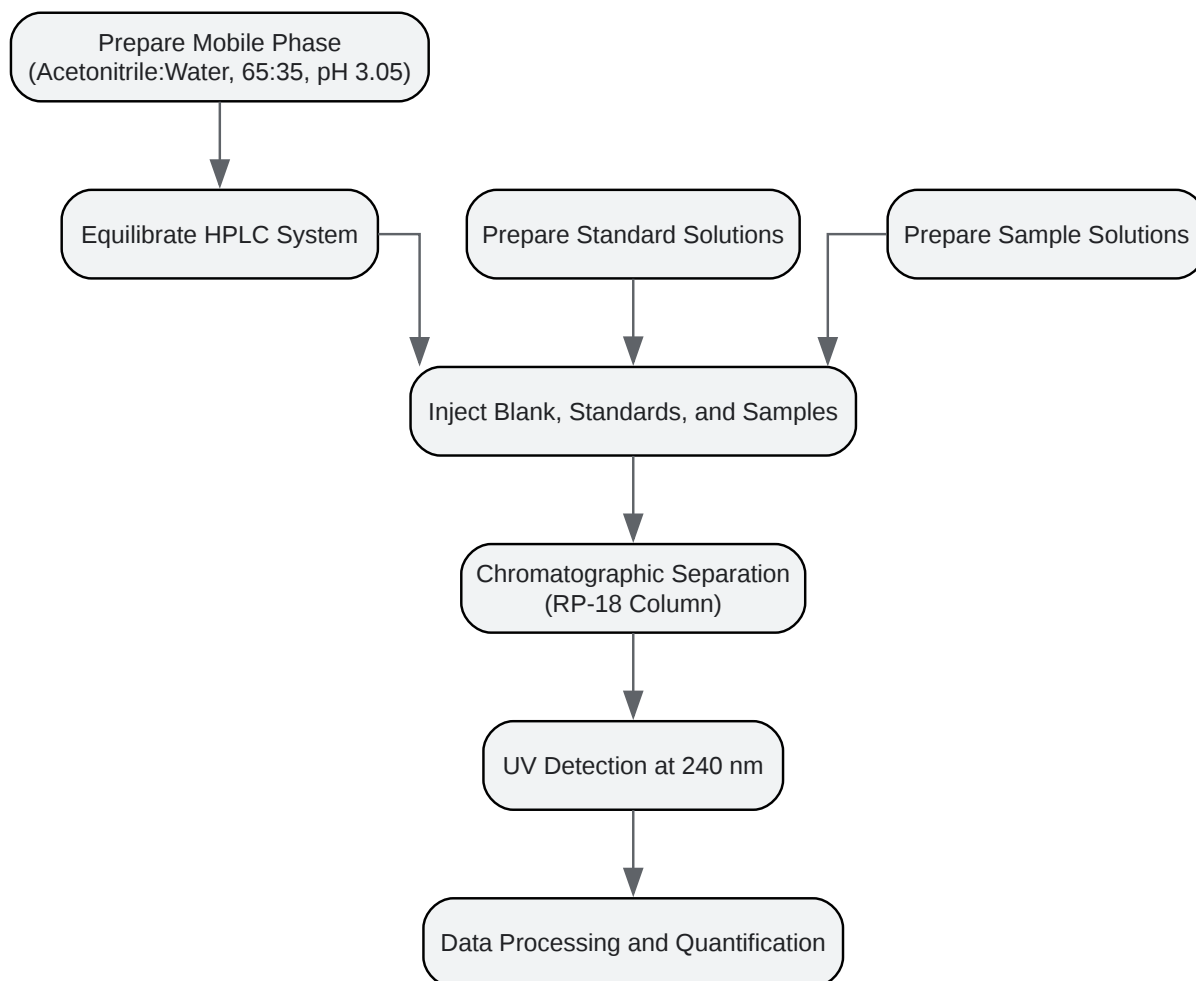 Prepare Mobile Phase
(Acetonitrile:Water, 65:35, pH 3.05)
Equilibrate HPLC System
Prepare Standard Solutions
Prepare Sample Solutions
Inject Blank, Standards, and Samples
Chromatographic Separation
(RP-18 Column)
UV Detection at 240 nm
Data Processing and Quantification